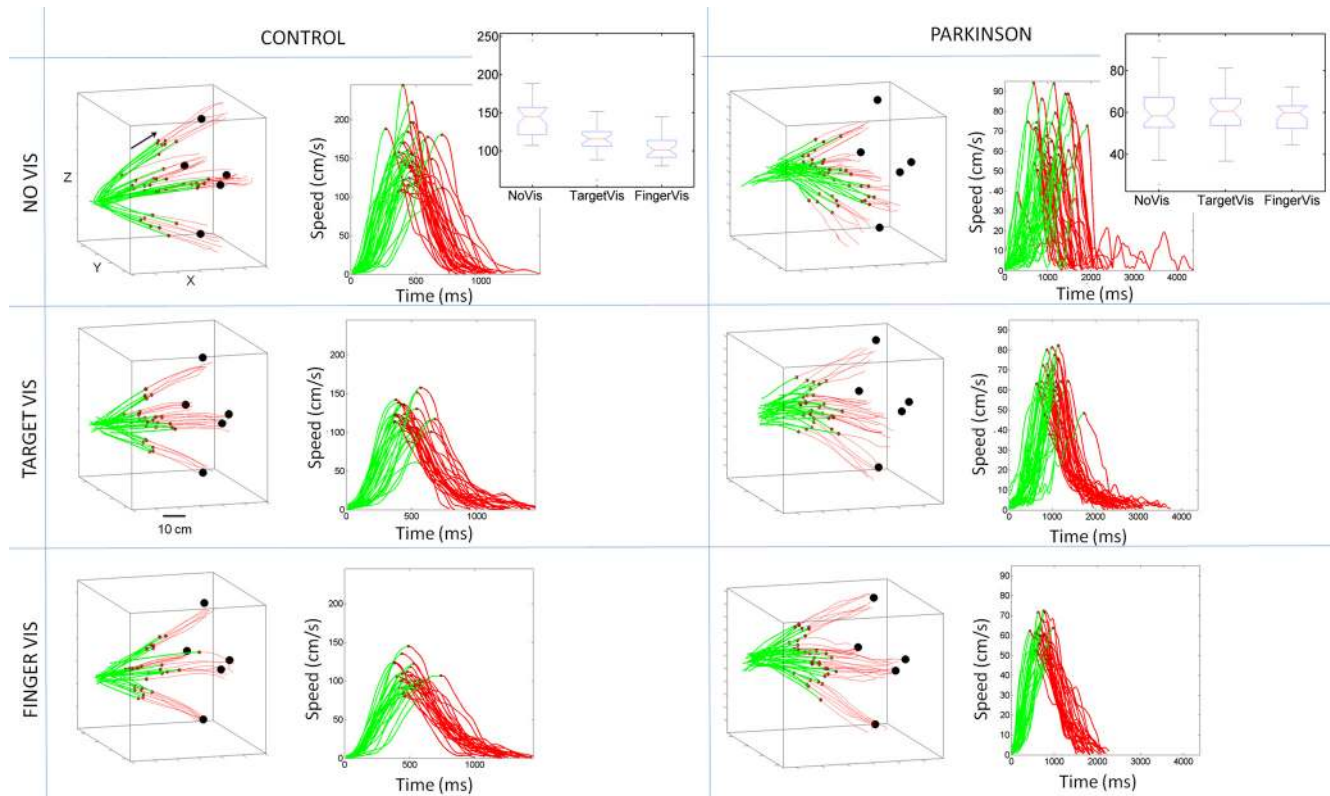 CONTROL
PARKINSON
NO VIS
Z
Y
X
Speed (cm/s)
200
150
100
50
0
0
500
1000
Time (ms)
250
200
150
100
NoVis
TargetVis
FingerVis
Speed (cm/s)
90
80
70
60
50
40
30
20
10
0
0
1000
2000
3000
4000
Time (ms)
80
60
40
NoVis
TargetVis
FingerVis
TARGET VIS
10 cm
Speed (cm/s)
200
150
100
50
0
0
500
1000
Time (ms)
Speed (cm/s)
90
80
70
60
50
40
30
20
10
0
0
1000
2000
3000
4000
Time (ms)
FINGER VIS
Speed (cm/s)
200
150
100
50
0
0
500
1000
Time (ms)
Speed (cm/s)
90
80
70
60
50
40
30
20
10
0
0
1000
2000
3000
4000
Time (ms)